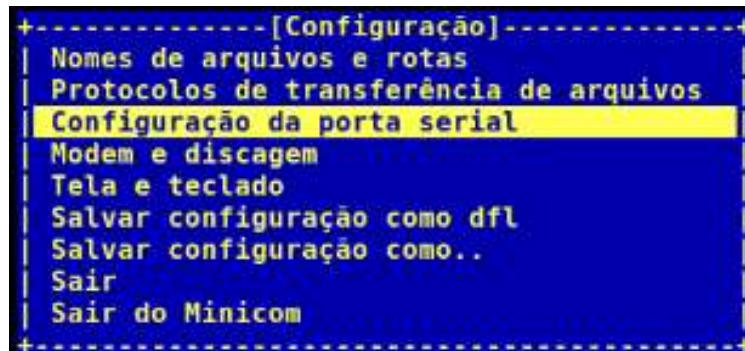 [Configuração]
Nomes de arquivos e rotas
Protocolos de transferência de arquivos
Configuração da porta serial
Modem e discagem
Tela e teclado
Salvar configuração como dfl
Salvar configuração como..
Sair
Sair do Minicom